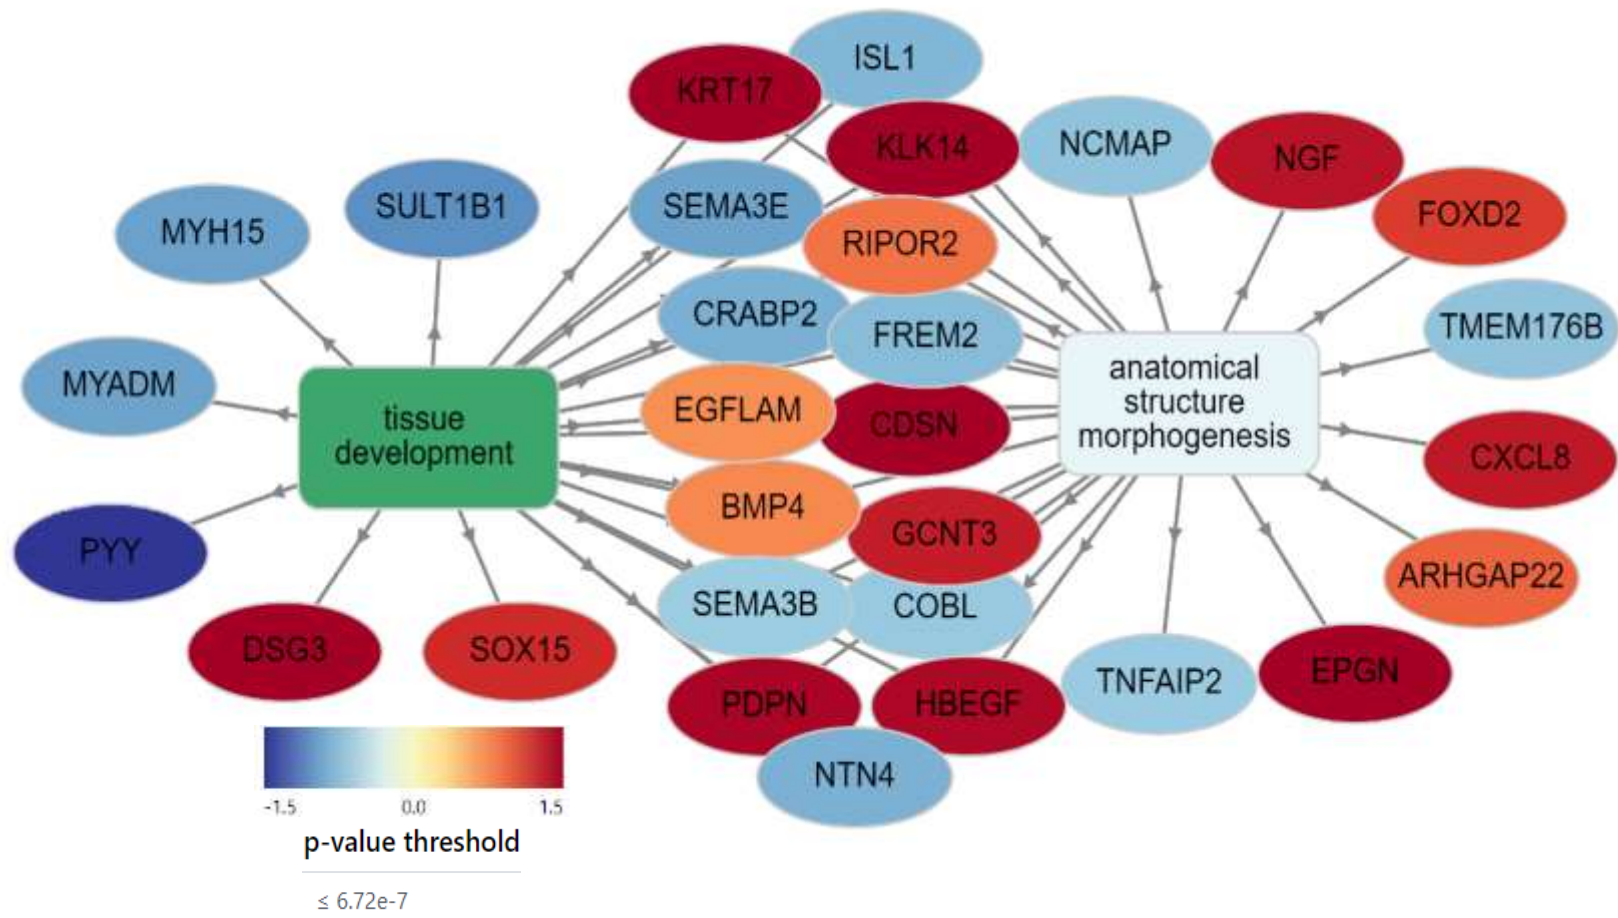 ISL1
KRT17
KLK14
NCMAP
NGF
SULT1B1
SEMA3E
FOXD2
MYH15
RIPOR2
CRABP2
FREM2
TMEM176B
MYADM
tissue
development
EGFLAM
CDSN
anatomical
structure
morphogenesis
CXCL8
BMP4
GCNT3
PYY
ARHGAP22
SEMA3B
COBL
DSG3
SOX15
TNFAIP2
EPGN
PDPN
HBEGF
NTN4
-1.5 0.0 1.5
p-value threshold
≤ 6.72e-7